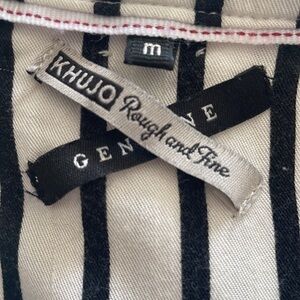 m
KHUJO Rough and Fine
GEN NE